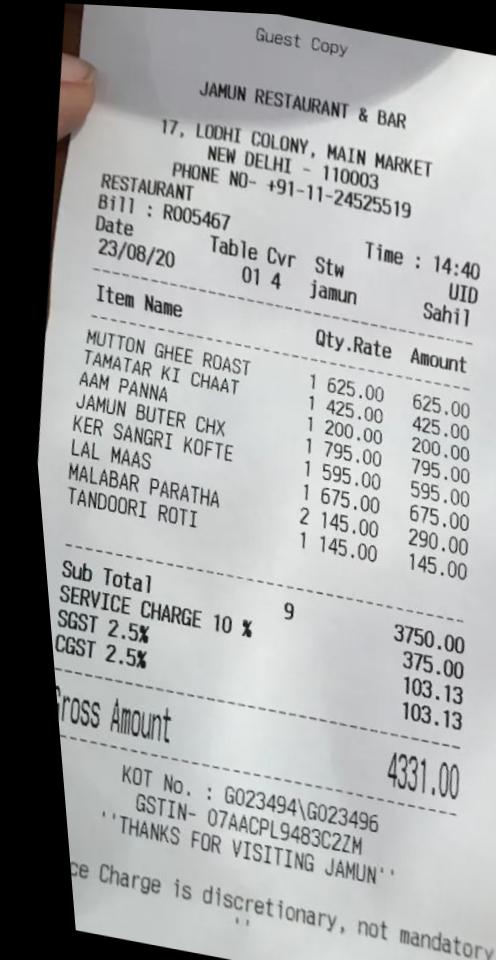 Guest Copy
JAMUN RESTAURANT & BAR
17, LODHI COLONY, MAIN MARKET
NEW DELHI - 110003
PHONE NO- +91-11-24525519
RESTAURANT
Bill : R005467 Time : 14:40
Date Table Cvr Stw UID
23/08/20 01 4 jamun Sahil
Item Name Qty.Rate Amount
MUTTON GHEE ROAST 1 625.00 625.00
TAMATAR KI CHAAT 1 425.00 425.00
AAM PANNA 1 200.00 200.00
JAMUN BUTER CHX 1 795.00 795.00
KER SANGRI KOFTE 1 595.00 595.00
LAL MAAS 1 675.00 675.00
MALABAR PARATHA 2 145.00 290.00
TANDOORI ROTI 1 145.00 145.00
Sub Total 9 3750.00
SERVICE CHARGE 10 % 375.00
SGST 2.5% 103.13
CGST 2.5% 103.13
Gross Amount 4331.00
KOT No. : G023494\G023496
GSTIN- 07AACPL9483C2ZM
''THANKS FOR VISITING JAMUN''
ce Charge is discretionary, not mandatory
''